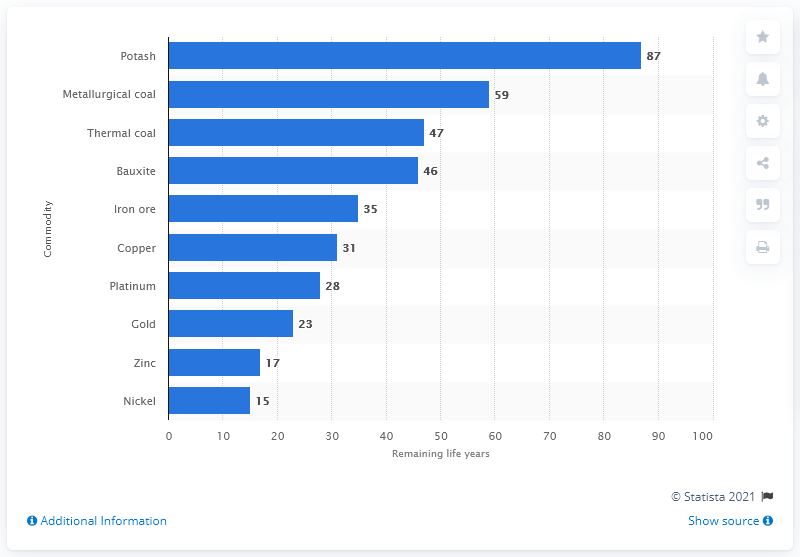 Commodity
Potash 87
Metallurgical coal 59
Thermal coal 47
Bauxite 46
Iron ore 35
Copper 31
Platinum 28
Gold 23
Zinc 17
Nickel 15
0 10 20 30 40 50 60 70 80 90 100
Remaining life years
© Statista 2021
Additional Information
Show source